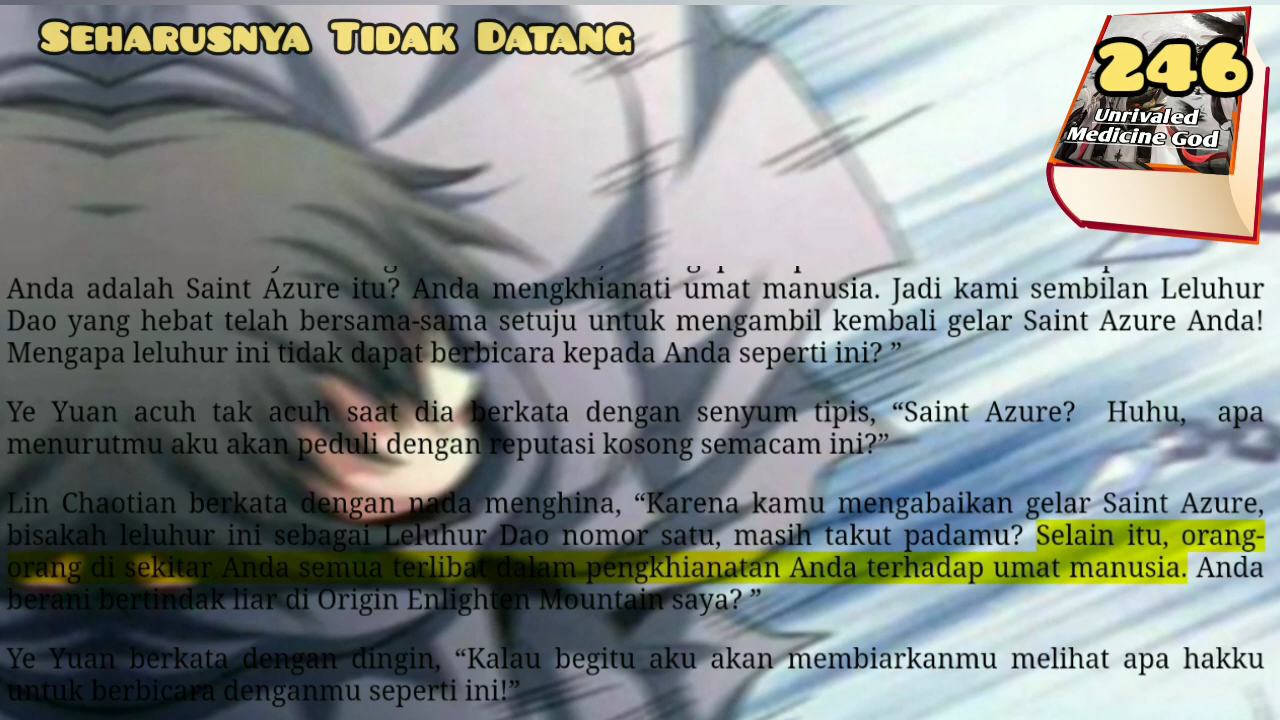 Seharusnya Tidak Datang
246
Unrivaled
Medicine God
Anda adalah Saint Azure itu? Anda mengkhianati umat manusia. Jadi kami sembilan Leluhur
Dao yang hebat telah bersama-sama setuju untuk mengambil kembali gelar Saint Azure Anda!
Mengapa leluhur ini tidak dapat berbicara kepada Anda seperti ini? ”
Ye Yuan acuh tak acuh saat dia berkata dengan senyum tipis, “Saint Azure? Huhu, apa
menurutmu aku akan peduli dengan reputasi kosong semacam ini?”
Lin Chaotian berkata dengan nada menghina, “Karena kamu mengabaikan gelar Saint Azure,
bisakah leluhur ini sebagai Leluhur Dao nomor satu, masih takut padamu? Selain itu, orang-
orang di sekitar Anda semua terlibat dalam pengkhianatan Anda terhadap umat manusia. Anda
berani bertindak liar di Origin Enlighten Mountain saya? ”
Ye Yuan berkata dengan dingin, “Kalau begitu aku akan membiarkanmu melihat apa hakku
untuk berbicara denganmu seperti ini!”